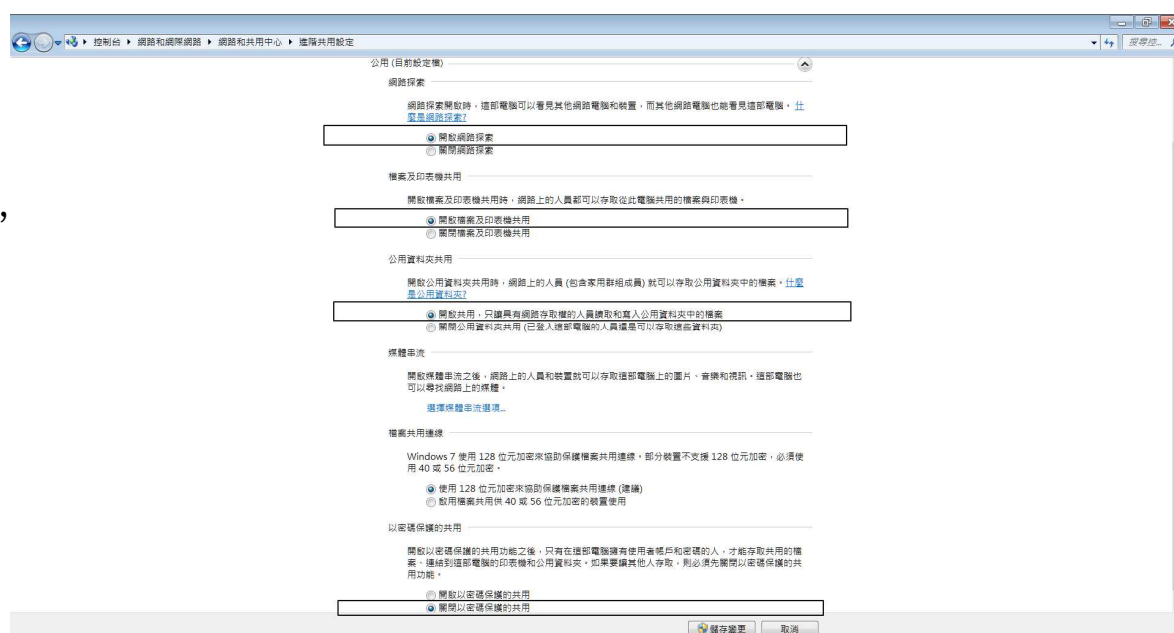 控制台 ▸ 網路和網際網路 ▸ 網路和共用中心 ▸ 進階共用設定
搜尋控...
公用 (目前設定檔)
網路探索
網路探索開啟時，這部電腦可以看見其他網路電腦和裝置，而其他網路電腦也能看見這部電腦。什
麼是網路探索?
開啟網路探索
關閉網路探索
檔案及印表機共用
，
開啟檔案及印表機共用時，網路上的人員都可以存取從此電腦共用的檔案與印表機。
開啟檔案及印表機共用
關閉檔案及印表機共用
公用資料夾共用
開啟公用資料夾共用時，網路上的人員 (包含家用群組成員) 就可以存取公用資料夾中的檔案。什麼
是公用資料夾?
開啟共用，只讓具有網路存取權的人員讀取和寫入公用資料夾中的檔案
關閉公用資料夾共用 (已登入這部電腦的人員還是可以存取這些資料夾)
媒體串流
開啟媒體串流之後，網路上的人員和裝置就可以存取這部電腦上的圖片、音樂和視訊。這部電腦也
可以尋找網路上的媒體。
選擇媒體串流選項...
檔案共用連線
Windows 7 使用 128 位元加密來協助保護檔案共用連線。部分裝置不支援 128 位元加密，必須使
用 40 或 56 位元加密。
使用 128 位元加密來協助保護檔案共用連線 (建議)
啟用檔案共用供 40 或 56 位元加密的裝置使用
以密碼保護的共用
開啟以密碼保護的共用功能之後，只有在這部電腦擁有使用者帳戶和密碼的人，才能存取共用的檔
案、連結到這部電腦的印表機和公用資料夾。如果要讓其他人存取，則必須先關閉以密碼保護的共
用功能。
開啟以密碼保護的共用
關閉以密碼保護的共用
儲存變更
取消